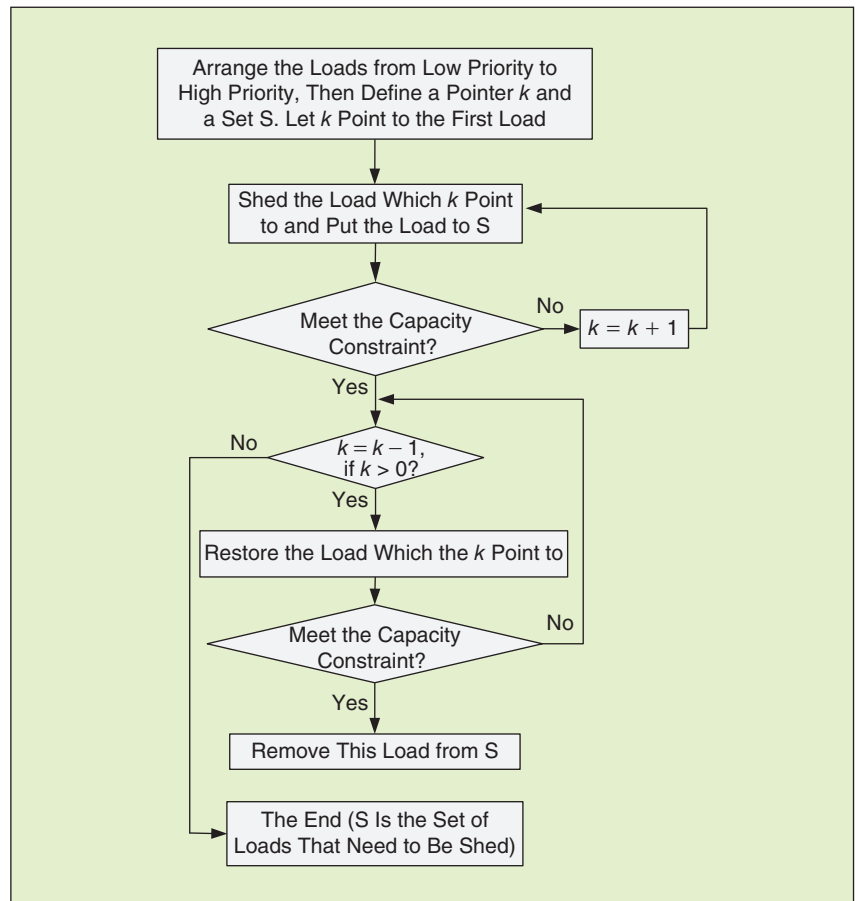 Arrange the Loads from Low Priority to
High Priority, Then Define a Pointer k and
a Set S. Let k Point to the First Load
Shed the Load Which k Point
to and Put the Load to S
Meet the Capacity
Constraint?
No
k = k + 1
Yes
k = k − 1,
if k > 0?
No
Yes
Restore the Load Which the k Point to
Meet the Capacity
Constraint?
No
Yes
Remove This Load from S
The End (S Is the Set of
Loads That Need to Be Shed)